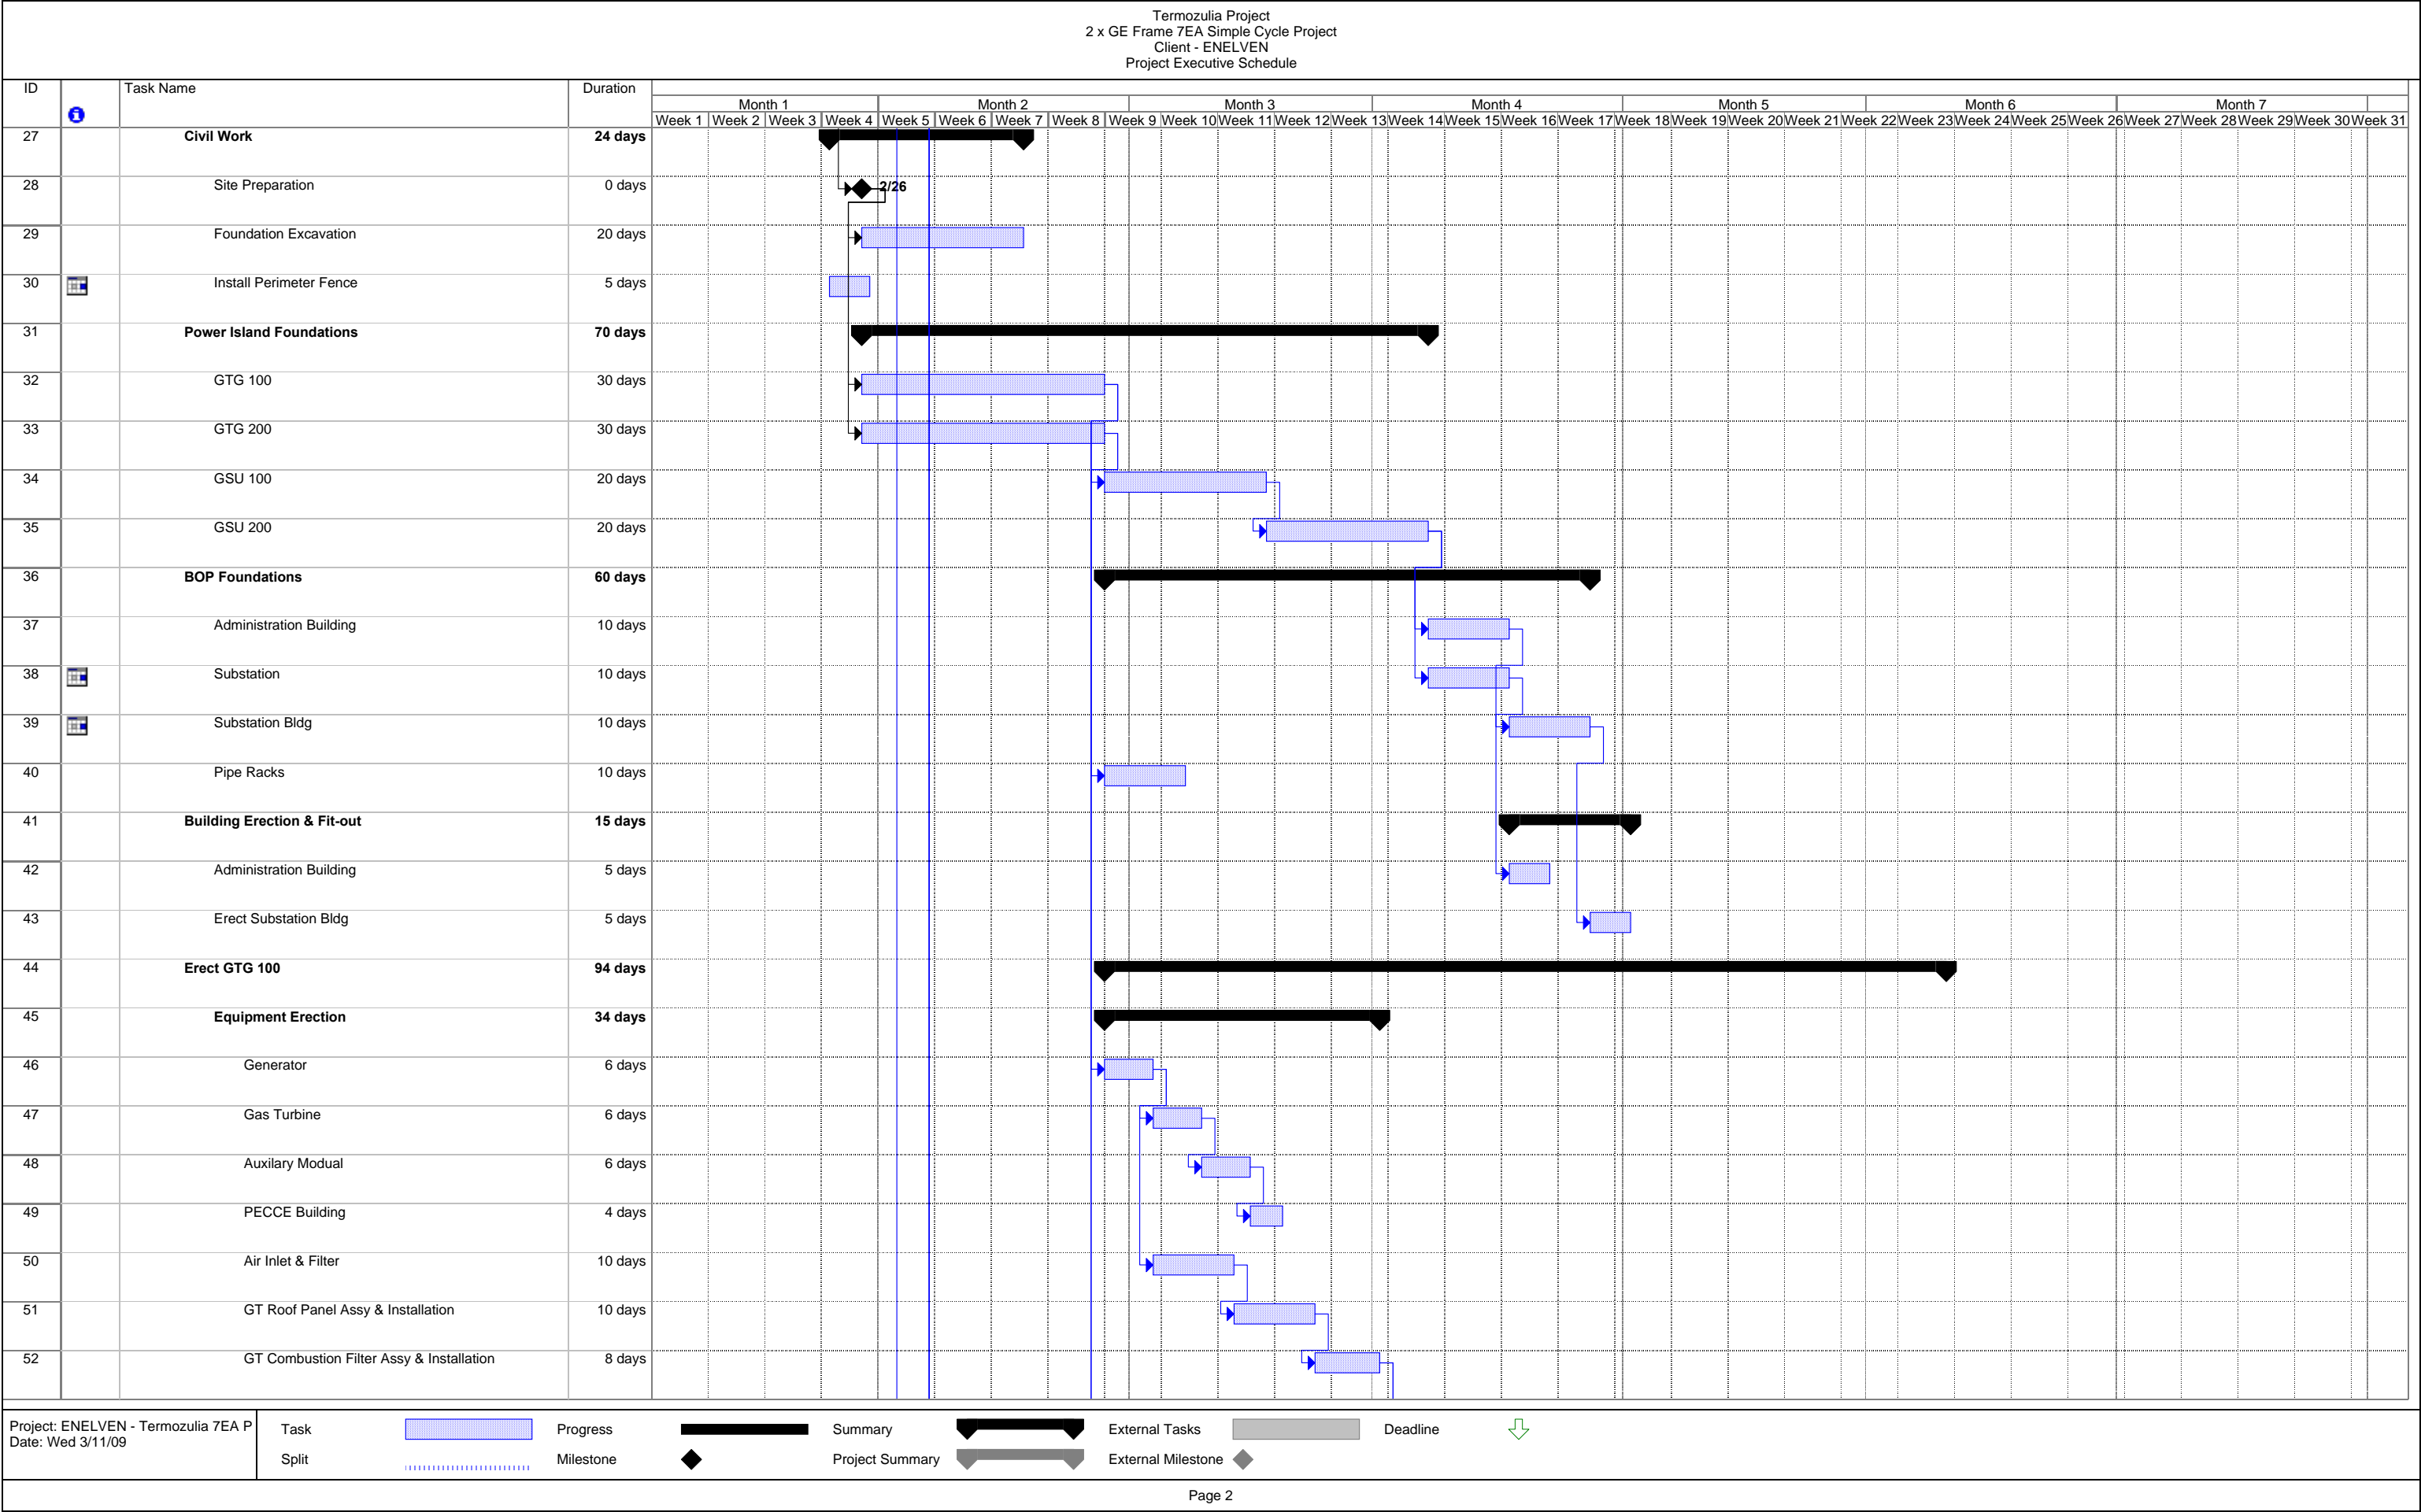 Termozulia Project
2 x GE Frame 7EA Simple Cycle Project
Client - ENELVEN
Project Executive Schedule
ID Task Name Duration
Month 1 Month 2 Month 3 Month 4 Month 5 Month 6 Month 7
Week 1 Week 2 Week 3 Week 4 Week 5 Week 6 Week 7 Week 8 Week 9 Week 10 Week 11 Week 12 Week 13 Week 14 Week 15 Week 16 Week 17 Week 18 Week 19 Week 20 Week 21 Week 22 Week 23 Week 24 Week 25 Week 26 Week 27 Week 28 Week 29 Week 30 Week 31
27 Civil Work 24 days
28 Site Preparation 0 days 2/26
29 Foundation Excavation 20 days
30 Install Perimeter Fence 5 days
31 Power Island Foundations 70 days
32 GTG 100 30 days
33 GTG 200 30 days
34 GSU 100 20 days
35 GSU 200 20 days
36 BOP Foundations 60 days
37 Administration Building 10 days
38 Substation 10 days
39 Substation Bldg 10 days
40 Pipe Racks 10 days
41 Building Erection & Fit-out 15 days
42 Administration Building 5 days
43 Erect Substation Bldg 5 days
44 Erect GTG 100 94 days
45 Equipment Erection 34 days
46 Generator 6 days
47 Gas Turbine 6 days
48 Auxilary Modual 6 days
49 PECCE Building 4 days
50 Air Inlet & Filter 10 days
51 GT Roof Panel Assy & Installation 10 days
52 GT Combustion Filter Assy & Installation 8 days
Project: ENELVEN - Termozulia 7EA P
Date: Wed 3/11/09
Task Progress Summary External Tasks Deadline
Split Milestone Project Summary External Milestone
Page 2